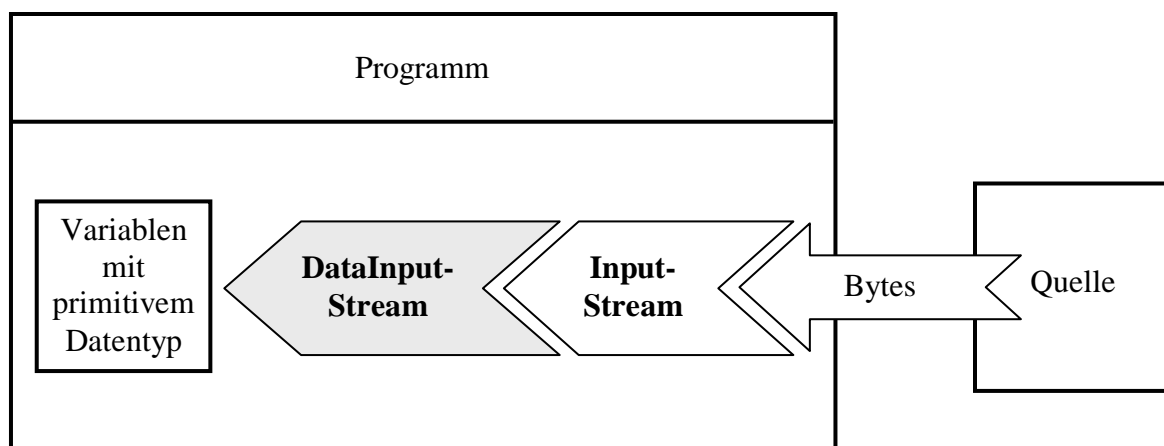 Programm
Variablen
mit
primitivem
Datentyp
DataInput-
Stream
Input-
Stream
Bytes
Quelle